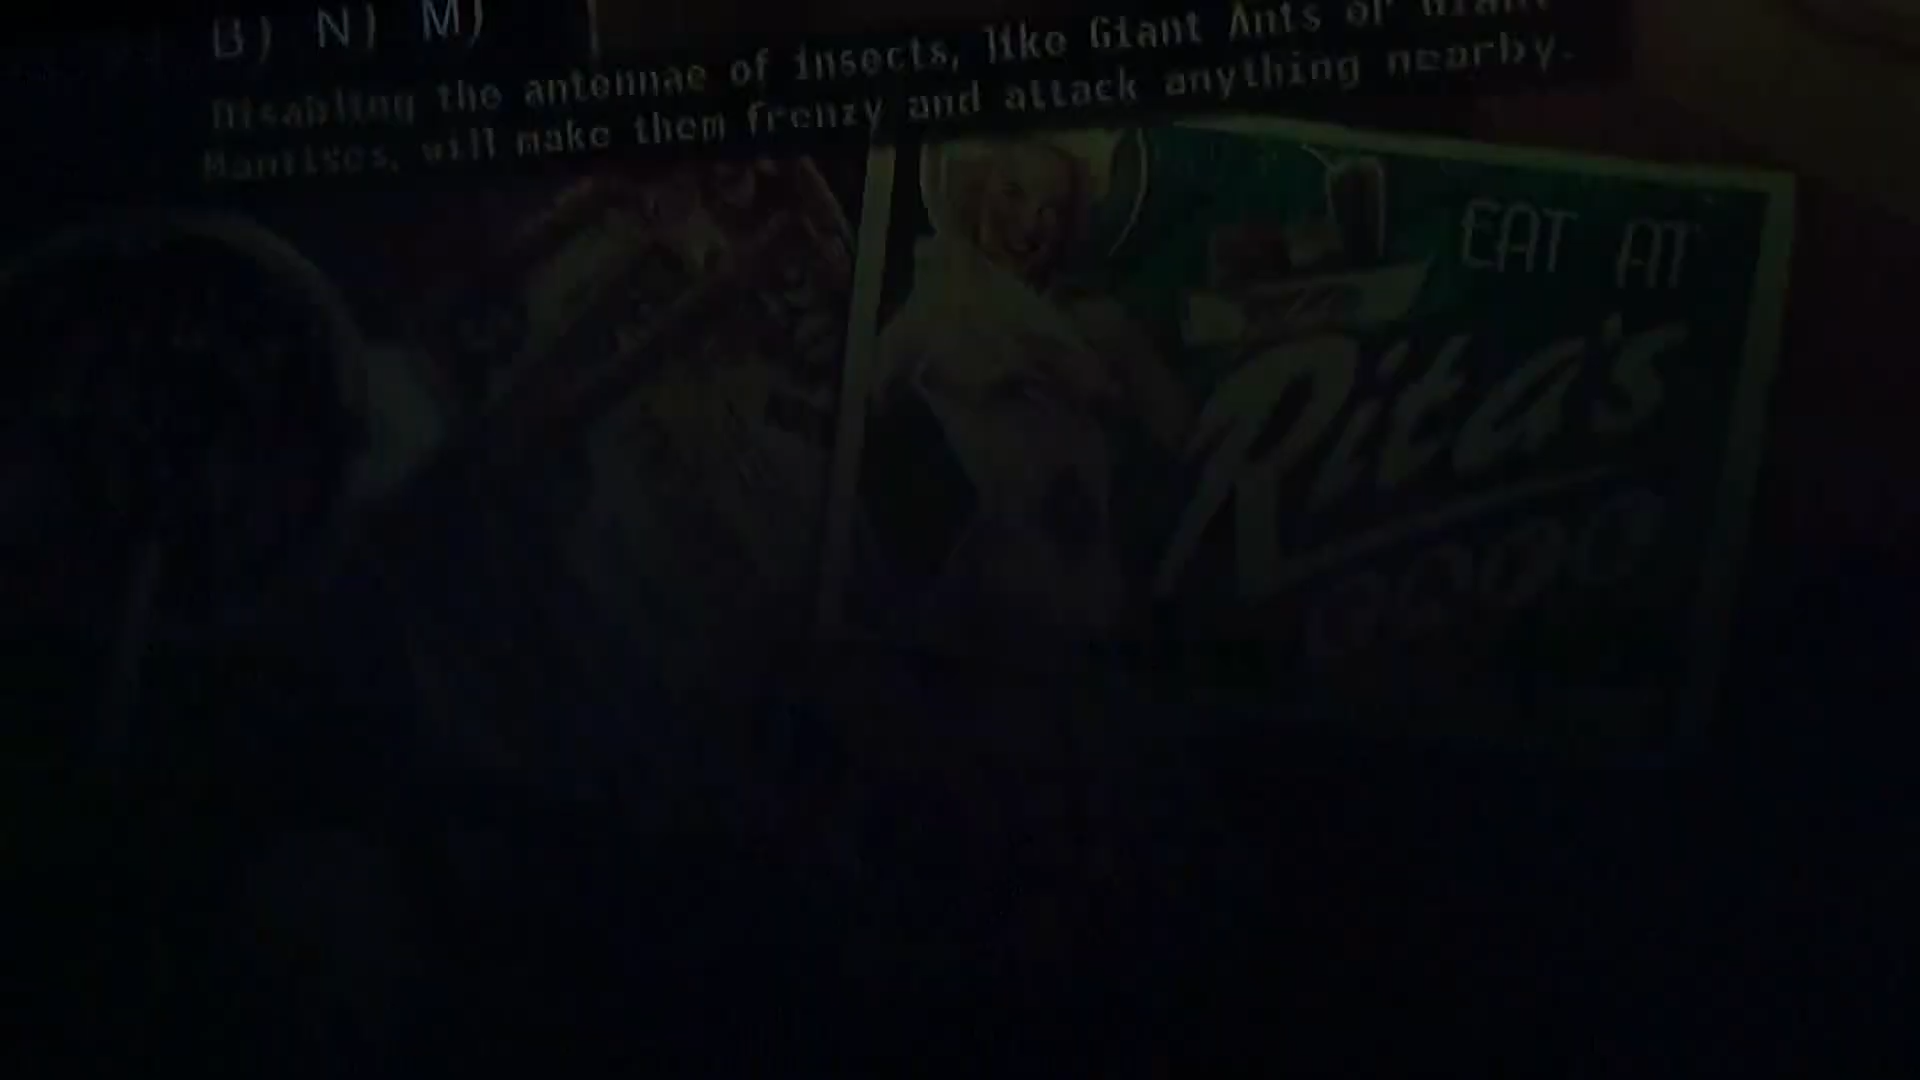 B) N) M)
Disabling the antennae of insects, like Giant Ants or Giant
Mantises, will make them frenzy and attack anything nearby.
EAT AT
Rita's